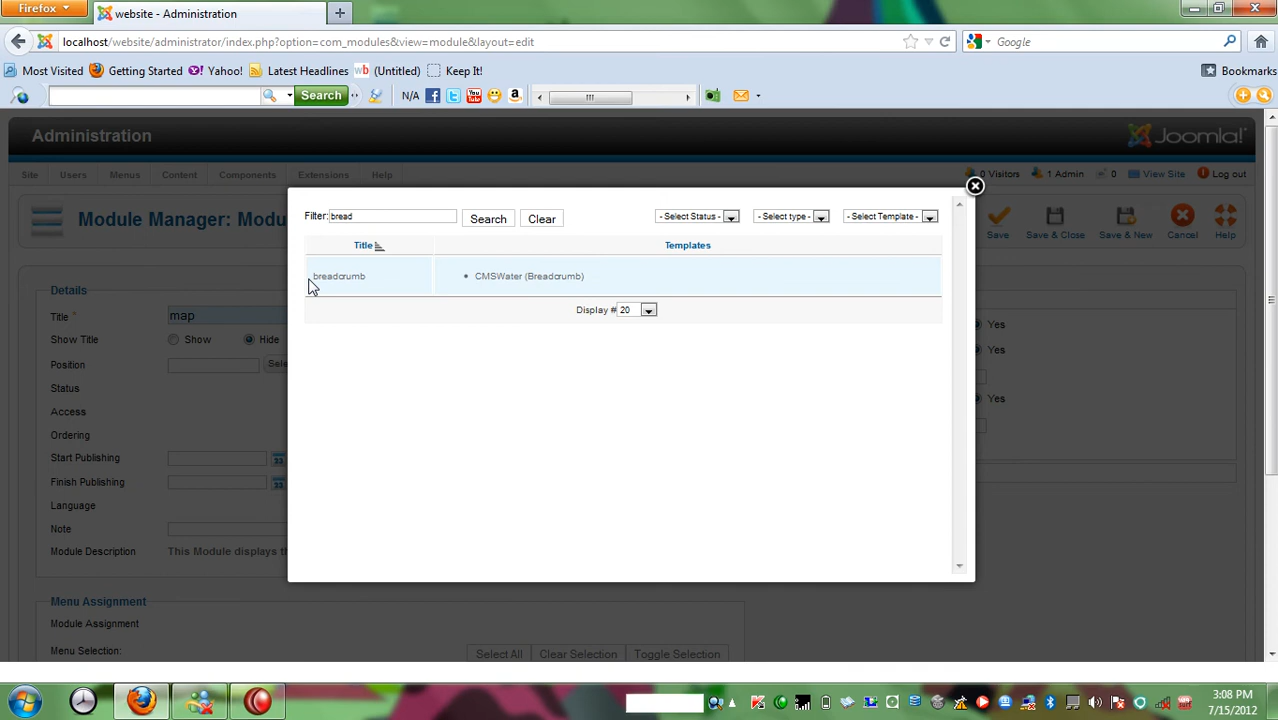 Firefox
website - Administration
localhost/website/administrator/index.php?option=com_modules&view=module&layout=edit
Google
Most Visited Getting Started Yahoo! Latest Headlines (Untitled) Keep It! Bookmarks
Search N/A
Administration Joomla!
Site Users Menus Content Components Extensions Help 0 Visitors 1 Admin 0 View Site Log out
Module Manager: Modu Save Save & Close Save & New Cancel Help
Filter: bread Search Clear - Select Status - - Select type - - Select Template -
Title Templates
breadcrumb • CMSWater (Breadcrumb)
Display # 20
Details
Title * map
Show Title Show Hide
Position Sele
Status
Access
Ordering
Start Publishing
Finish Publishing
Language
Note
Module Description This Module displays th
Yes
Yes
Yes
Menu Assignment
Module Assignment
Menu Selection: Select All Clear Selection Toggle Selection
3:08 PM
7/15/2012